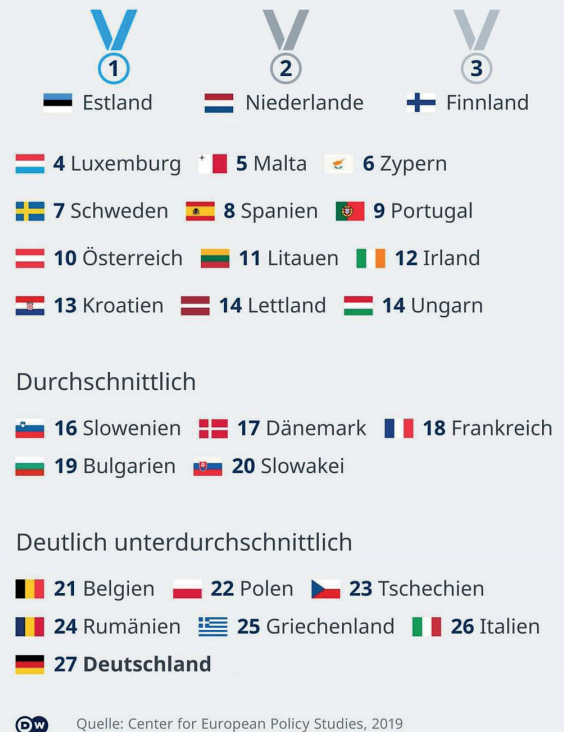 1 2 3
Estland Niederlande Finnland
4 Luxemburg 5 Malta 6 Zypern
7 Schweden 8 Spanien 9 Portugal
10 Österreich 11 Litauen 12 Irland
13 Kroatien 14 Lettland 14 Ungarn
Durchschnittlich
16 Slowenien 17 Dänemark 18 Frankreich
19 Bulgarien 20 Slowakei
Deutlich unterdurchschnittlich
21 Belgien 22 Polen 23 Tschechien
24 Rumänien 25 Griechenland 26 Italien
27 Deutschland
DW Quelle: Center for European Policy Studies, 2019